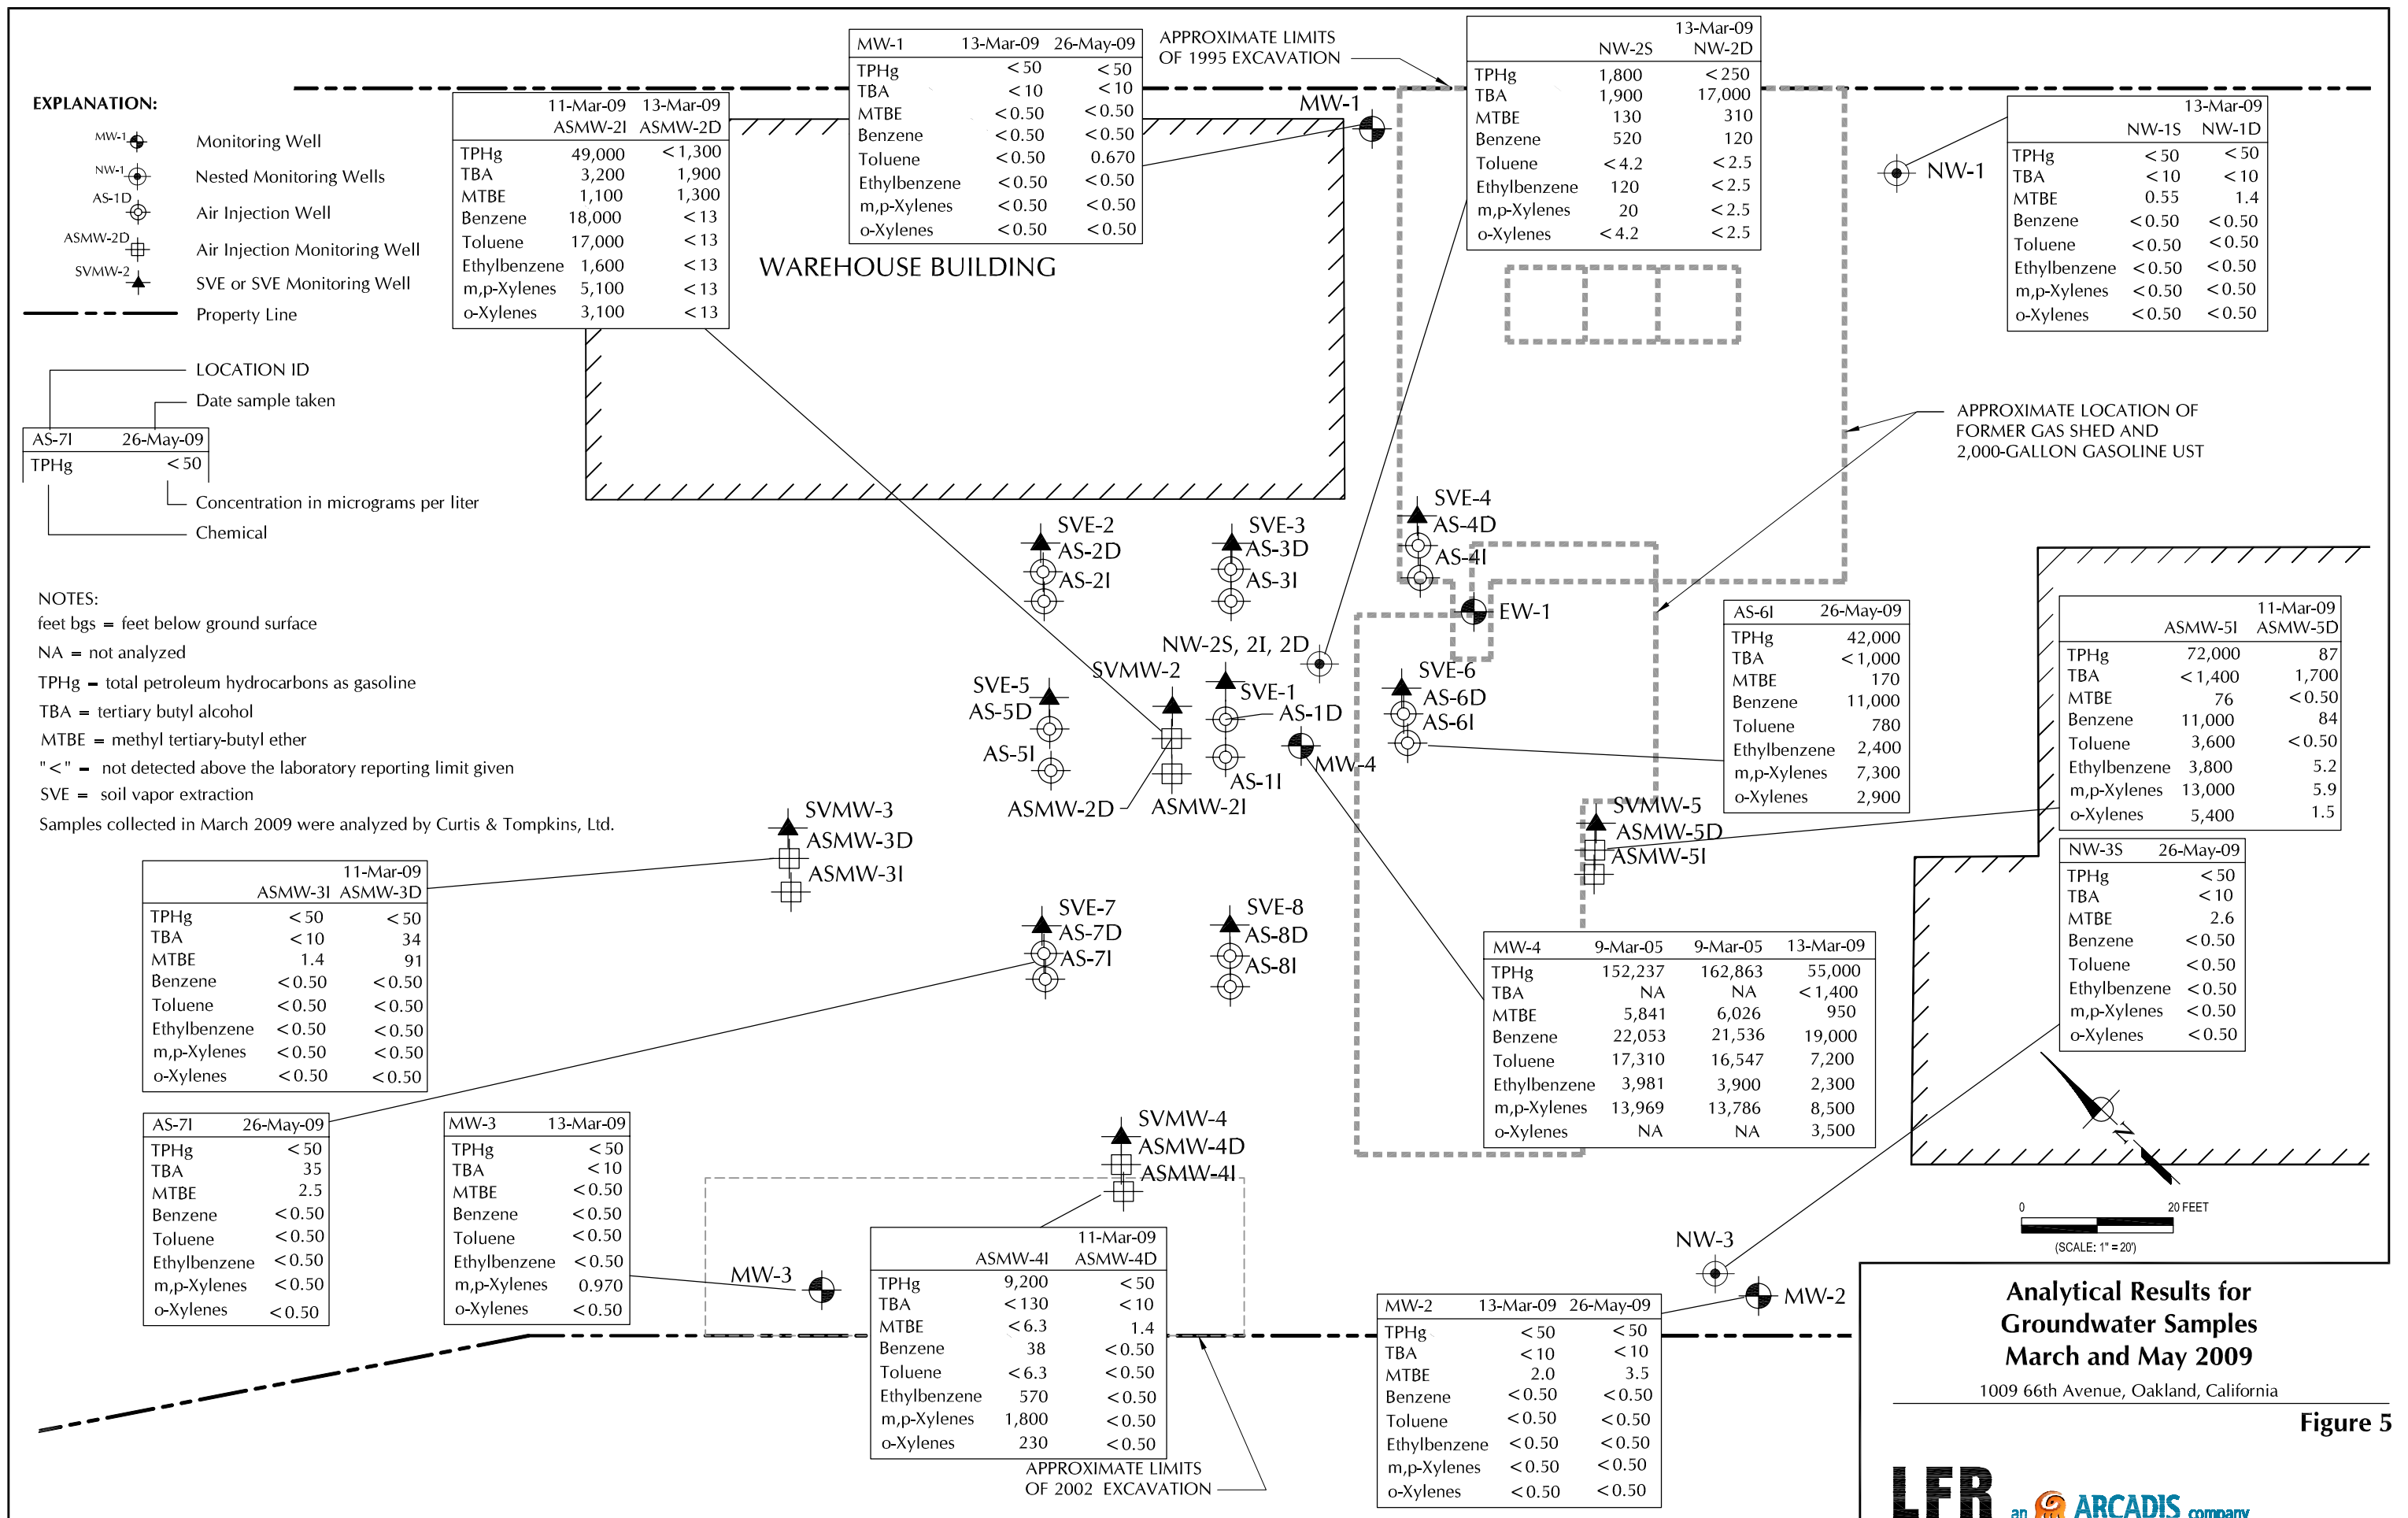 EXPLANATION:
MW-1 Monitoring Well
NW-1 Nested Monitoring Wells
AS-1D Air Injection Well
ASMW-2D Air Injection Monitoring Well
SVMW-2 SVE or SVE Monitoring Well
Property Line
LOCATION ID
Date sample taken
AS-7I 26-May-09
TPHg <50
Concentration in micrograms per liter
Chemical
NOTES:
feet bgs = feet below ground surface
NA = not analyzed
TPHg = total petroleum hydrocarbons as gasoline
TBA = tertiary butyl alcohol
MTBE = methyl tertiary-butyl ether
"<" = not detected above the laboratory reporting limit given
SVE = soil vapor extraction
Samples collected in March 2009 were analyzed by Curtis & Tompkins, Ltd.
11-Mar-09 13-Mar-09
ASMW-2I ASMW-2D
TPHg 49,000 <1,300
TBA 3,200 1,900
MTBE 1,100 1,300
Benzene 18,000 <13
Toluene 17,000 <13
Ethylbenzene 1,600 <13
m,p-Xylenes 5,100 <13
o-Xylenes 3,100 <13
MW-1 13-Mar-09 26-May-09
TPHg <50 <50
TBA <10 <10
MTBE <0.50 <0.50
Benzene <0.50 <0.50
Toluene <0.50 0.670
Ethylbenzene <0.50 <0.50
m,p-Xylenes <0.50 <0.50
o-Xylenes <0.50 <0.50
WAREHOUSE BUILDING
APPROXIMATE LIMITS
OF 1995 EXCAVATION
MW-1
13-Mar-09
NW-2S NW-2D
TPHg 1,800 <250
TBA 1,900 17,000
MTBE 130 310
Benzene 520 120
Toluene <4.2 <2.5
Ethylbenzene 120 <2.5
m,p-Xylenes 20 <2.5
o-Xylenes <4.2 <2.5
NW-1
13-Mar-09
NW-1S NW-1D
TPHg <50 <50
TBA <10 <10
MTBE 0.55 1.4
Benzene <0.50 <0.50
Toluene <0.50 <0.50
Ethylbenzene <0.50 <0.50
m,p-Xylenes <0.50 <0.50
o-Xylenes <0.50 <0.50
APPROXIMATE LOCATION OF
FORMER GAS SHED AND
2,000-GALLON GASOLINE UST
SVE-2
AS-2D
AS-2I
SVE-3
AS-3D
AS-3I
SVE-4
AS-4D
AS-4I
EW-1
NW-2S, 2I, 2D
SVMW-2
SVE-5
AS-5D
AS-5I
SVE-1
AS-1D
AS-1I
MW-4
SVE-6
AS-6D
AS-6I
ASMW-2D
ASMW-2I
AS-6I 26-May-09
TPHg 42,000
TBA <1,000
MTBE 170
Benzene 11,000
Toluene 780
Ethylbenzene 2,400
m,p-Xylenes 7,300
o-Xylenes 2,900
11-Mar-09
ASMW-5I ASMW-5D
TPHg 72,000 87
TBA <1,400 1,700
MTBE 76 <0.50
Benzene 11,000 84
Toluene 3,600 <0.50
Ethylbenzene 3,800 5.2
m,p-Xylenes 13,000 5.9
o-Xylenes 5,400 1.5
SVMW-3
ASMW-3D
ASMW-3I
SVMW-5
ASMW-5D
ASMW-5I
11-Mar-09
ASMW-3I ASMW-3D
TPHg <50 <50
TBA <10 34
MTBE 1.4 91
Benzene <0.50 <0.50
Toluene <0.50 <0.50
Ethylbenzene <0.50 <0.50
m,p-Xylenes <0.50 <0.50
o-Xylenes <0.50 <0.50
SVE-7
AS-7D
AS-7I
SVE-8
AS-8D
AS-8I
NW-3S 26-May-09
TPHg <50
TBA <10
MTBE 2.6
Benzene <0.50
Toluene <0.50
Ethylbenzene <0.50
m,p-Xylenes <0.50
o-Xylenes <0.50
MW-4 9-Mar-05 9-Mar-05 13-Mar-09
TPHg 152,237 162,863 55,000
TBA NA NA <1,400
MTBE 5,841 6,026 950
Benzene 22,053 21,536 19,000
Toluene 17,310 16,547 7,200
Ethylbenzene 3,981 3,900 2,300
m,p-Xylenes 13,969 13,786 8,500
o-Xylenes NA NA 3,500
AS-7I 26-May-09
TPHg <50
TBA 35
MTBE 2.5
Benzene <0.50
Toluene <0.50
Ethylbenzene <0.50
m,p-Xylenes <0.50
o-Xylenes <0.50
MW-3 13-Mar-09
TPHg <50
TBA <10
MTBE <0.50
Benzene <0.50
Toluene <0.50
Ethylbenzene <0.50
m,p-Xylenes 0.970
o-Xylenes <0.50
MW-3
SVMW-4
ASMW-4D
ASMW-4I
11-Mar-09
ASMW-4I ASMW-4D
TPHg 9,200 <50
TBA <130 <10
MTBE <6.3 1.4
Benzene 38 <0.50
Toluene <6.3 <0.50
Ethylbenzene 570 <0.50
m,p-Xylenes 1,800 <0.50
o-Xylenes 230 <0.50
APPROXIMATE LIMITS
OF 2002 EXCAVATION
NW-3
MW-2
MW-2 13-Mar-09 26-May-09
TPHg <50 <50
TBA <10 <10
MTBE 2.0 3.5
Benzene <0.50 <0.50
Toluene <0.50 <0.50
Ethylbenzene <0.50 <0.50
m,p-Xylenes <0.50 <0.50
o-Xylenes <0.50 <0.50
N
0 20 FEET
(SCALE: 1" = 20')
Analytical Results for
Groundwater Samples
March and May 2009
1009 66th Avenue, Oakland, California
Figure 5
LFR an ARCADIS company